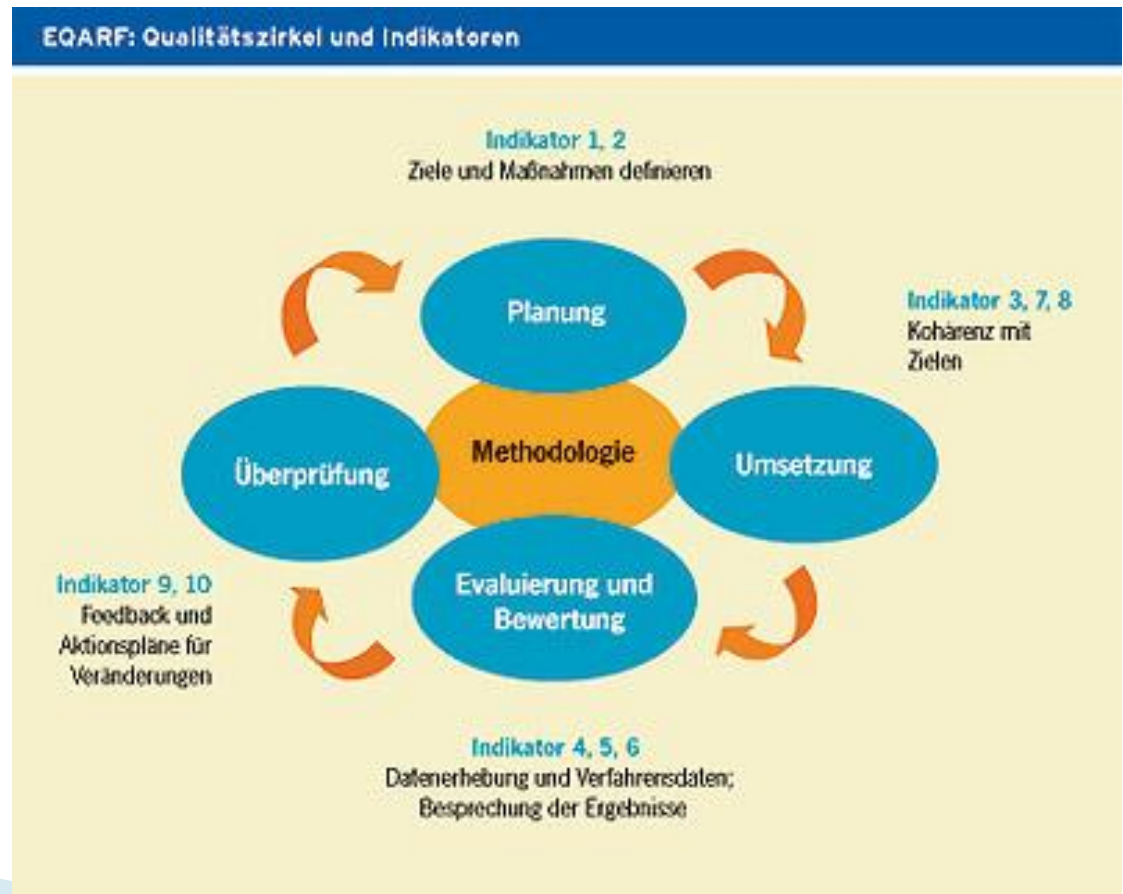 EQARF: Qualitätszirkel und Indikatoren
Indikator 1, 2
Ziele und Maßnahmen definieren
Planung
Indikator 3, 7, 8
Kohärenz mit
Zielen
Methodologie
Überprüfung
Umsetzung
Evaluierung und
Bewertung
Indikator 9, 10
Feedback und
Aktionspläne für
Veränderungen
Indikator 4, 5, 6
Datenerhebung und Verfahrensdaten;
Besprechung der Ergebnisse